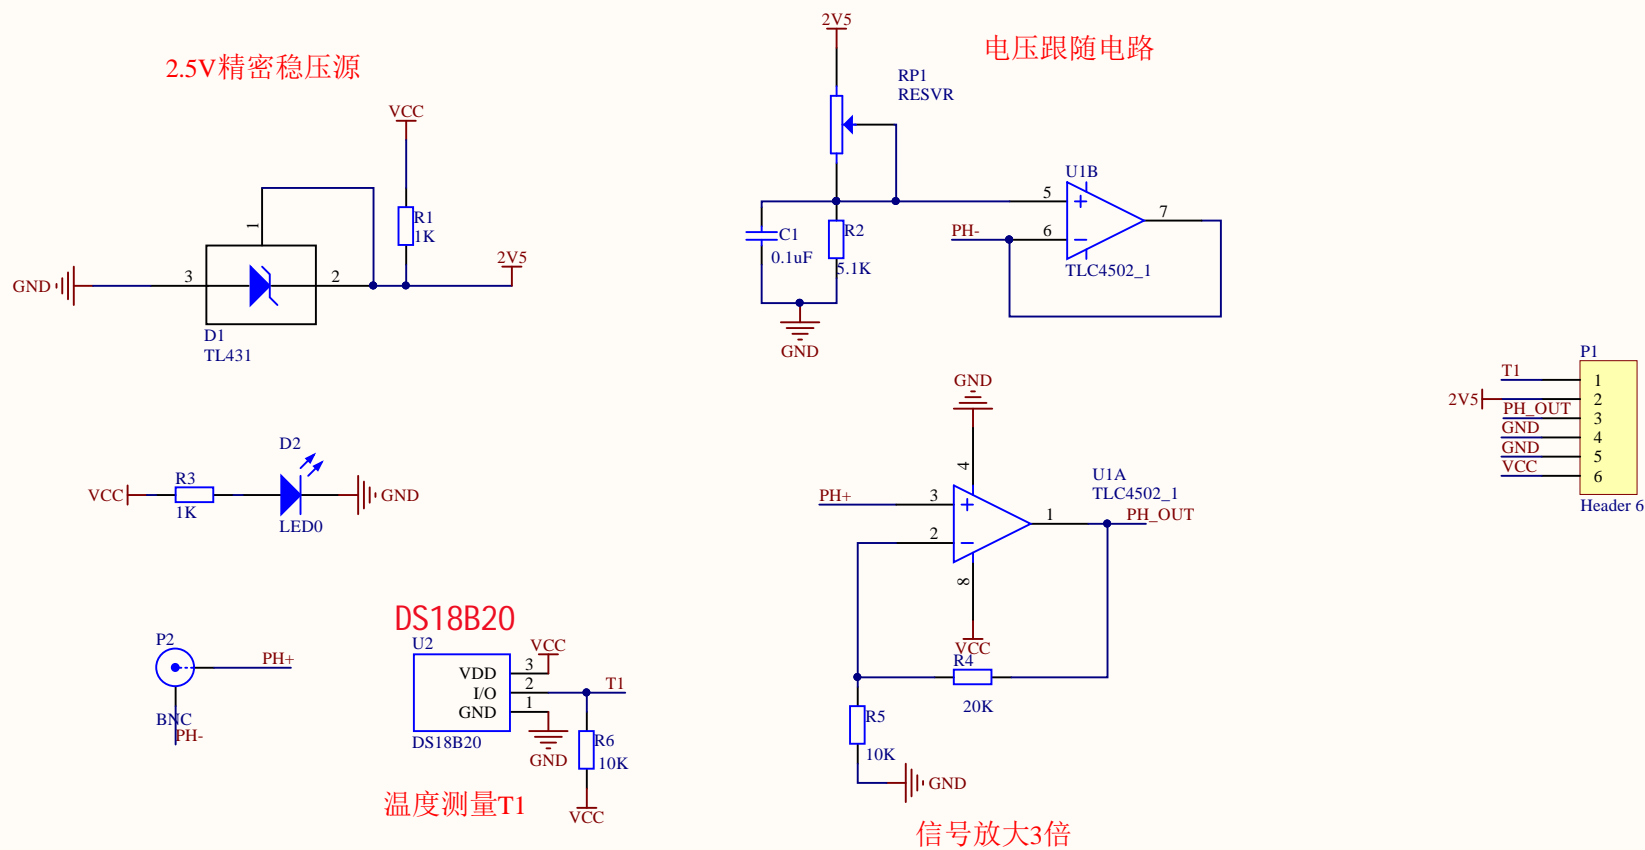 2.5V精密稳压源
VCC
R1
1K
1
3
2
2V5
GND
D1
TL431
D2
R3
VCC
1K
GND
LED0
P2
PH+
BNC
PH-
DS18B20
U2
VCC
VDD
3
I/O
2
T1
GND
1
DS18B20
GND
R6
10K
VCC
温度测量T1
2V5
电压跟随电路
RP1
RESVR
U1B
5
7
PH-
6
TLC4502_1
C1
0.1uF
R2
5.1K
GND
GND
4
U1A
TLC4502_1
PH+
3
2
1
PH_OUT
8
VCC
R4
20K
R5
10K
GND
信号放大3倍
P1
T1
1
2V5
2
PH_OUT
3
GND
4
GND
5
VCC
6
Header 6